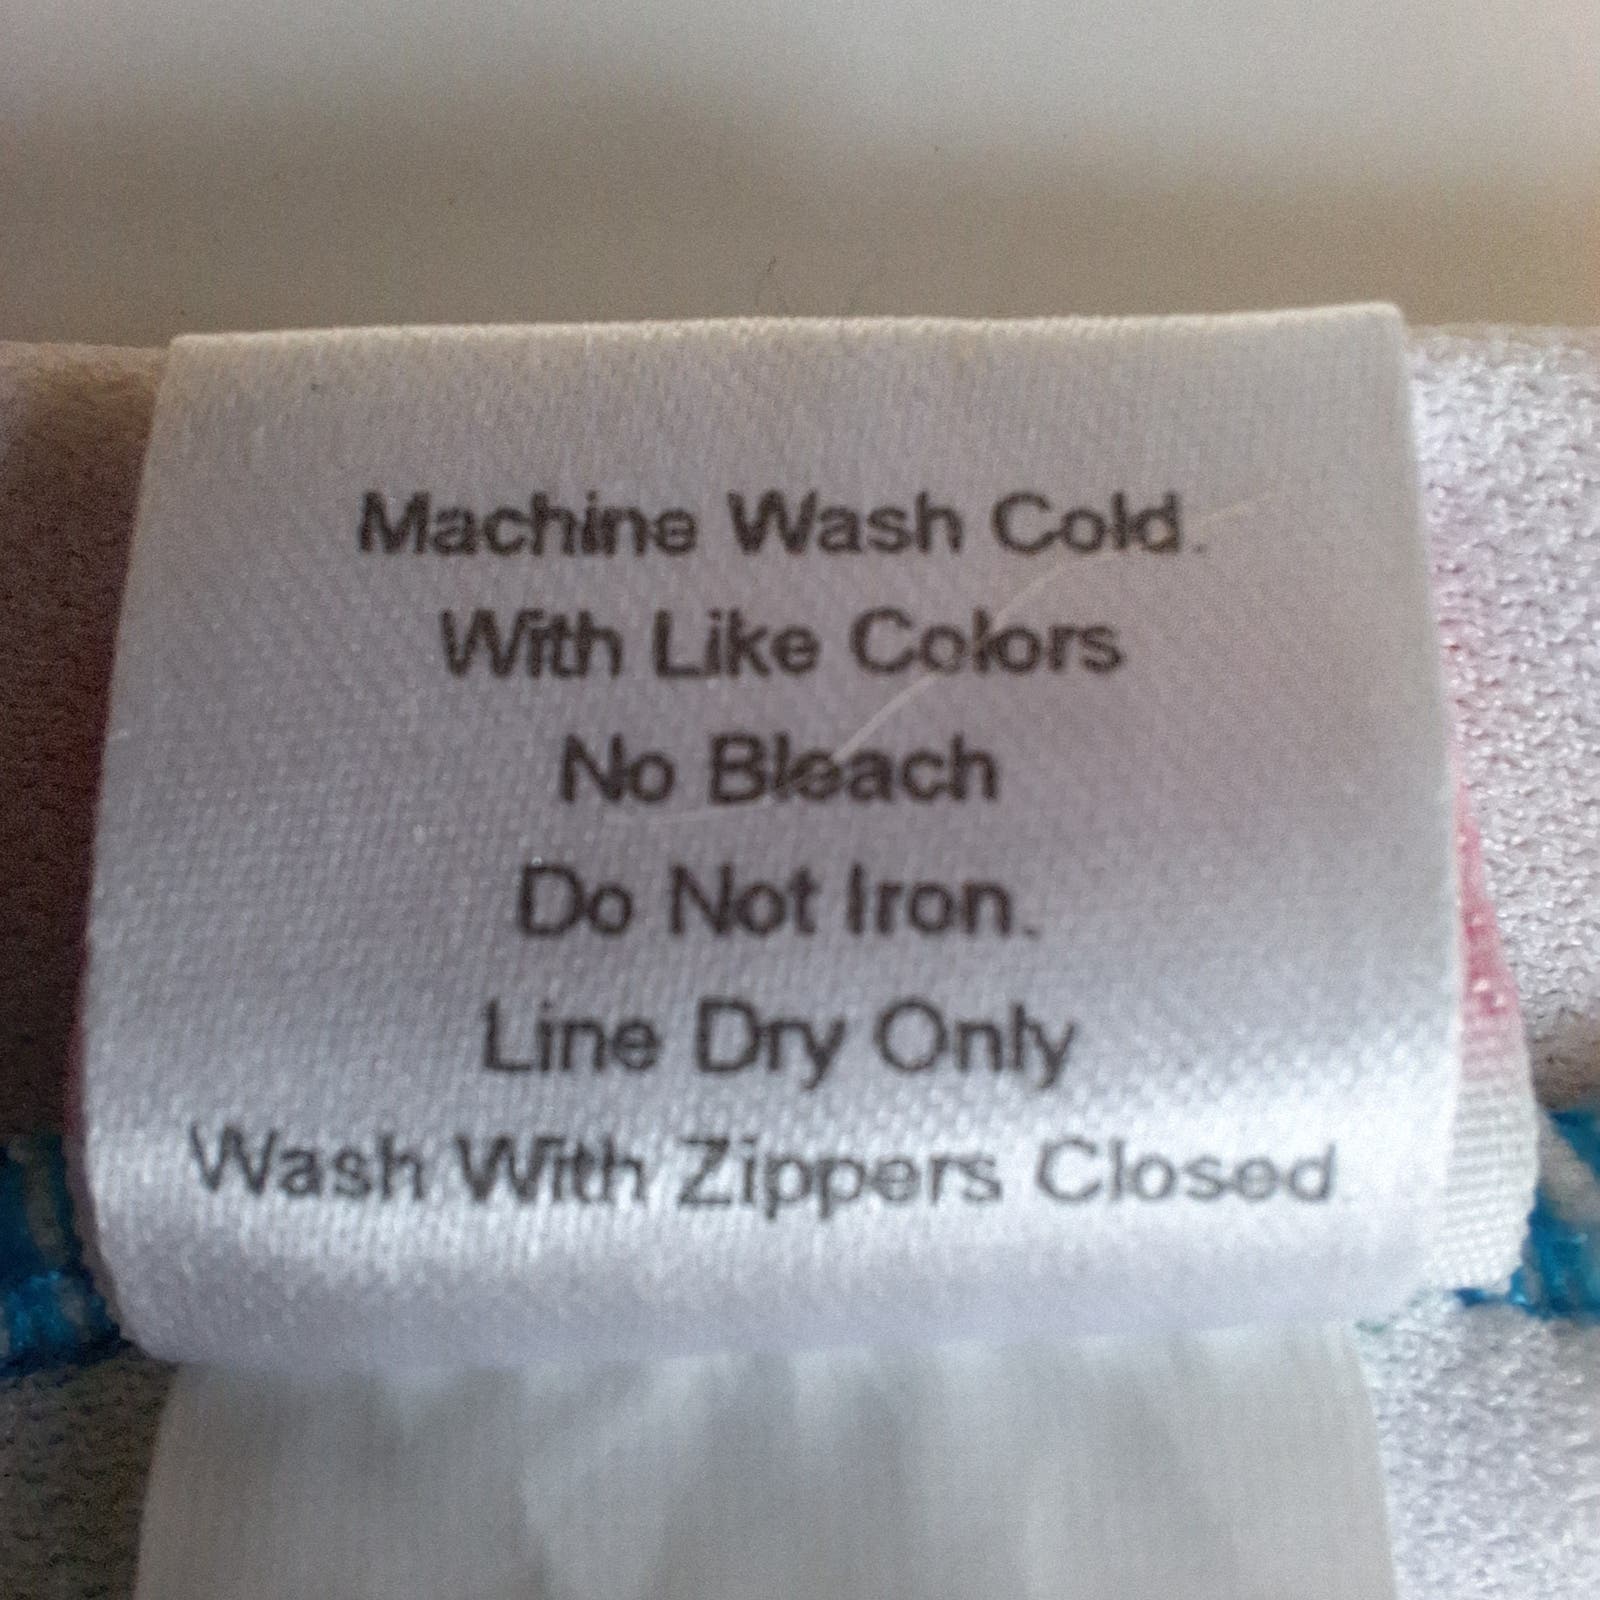 Machine Wash Cold.
With Like Colors
No Bleach
Do Not Iron.
Line Dry Only
Wash With Zippers Closed